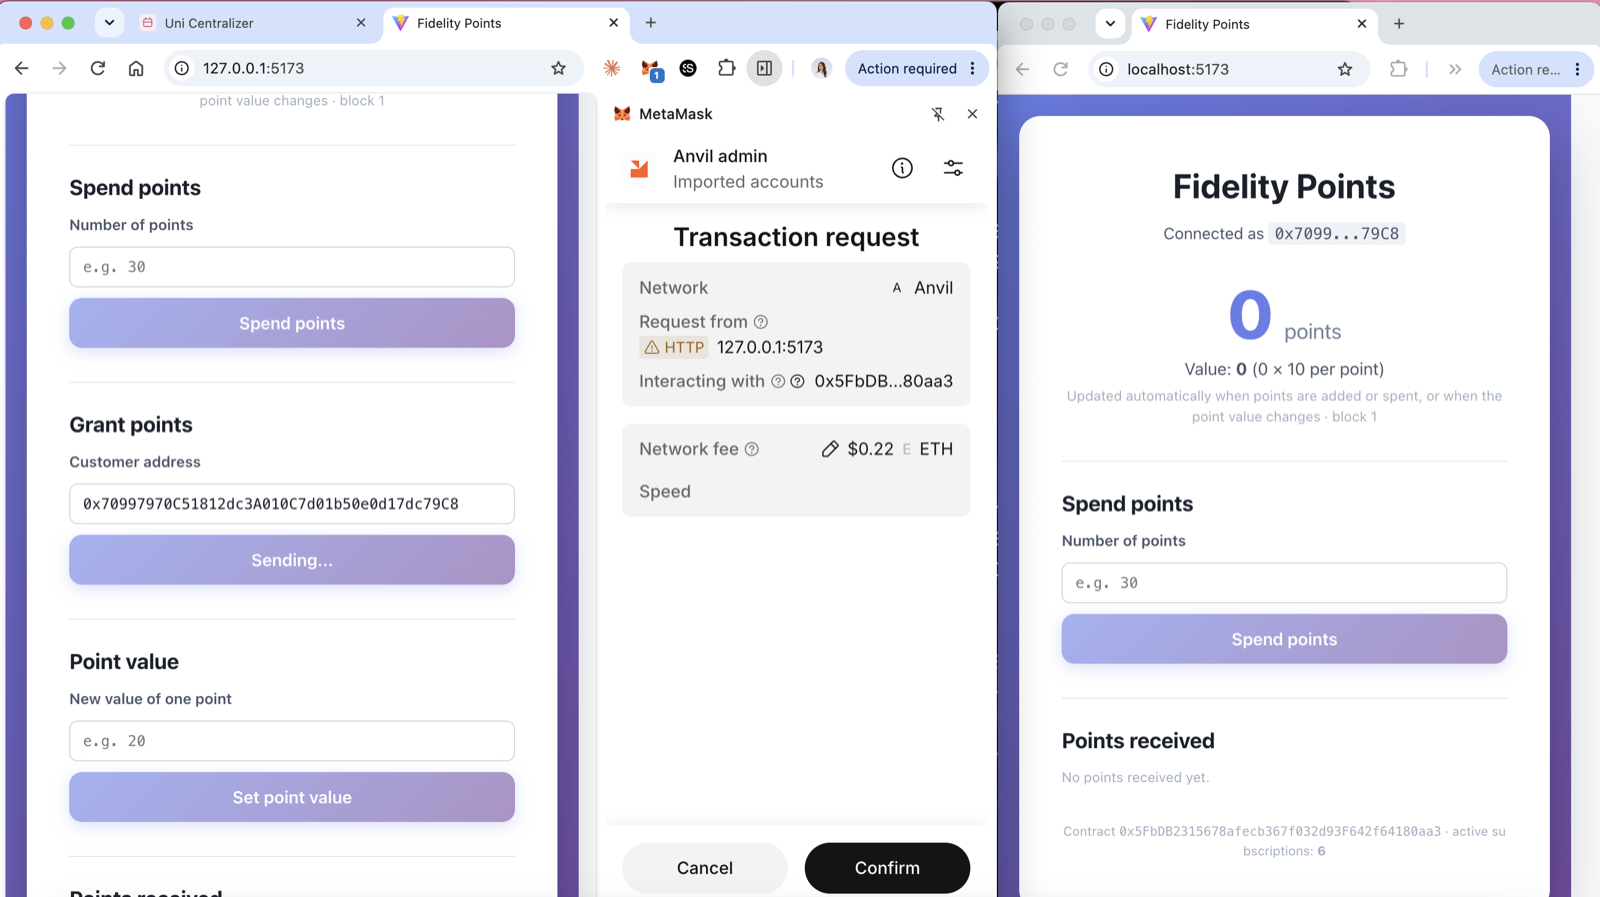 Uni Centralizer
Fidelity Points
127.0.0.1:5173
1
Action required
point value changes · block 1
Spend points
Number of points
e.g. 30
Spend points
Grant points
Customer address
0x70997970C51812dc3A010C7d01b50e0d17dc79C8
Sending...
Point value
New value of one point
e.g. 20
Set point value
Points received
MetaMask
Anvil admin
Imported accounts
Transaction request
Network
A Anvil
Request from
HTTP 127.0.0.1:5173
Interacting with 0x5FbDB...80aa3
Network fee
$0.22 E ETH
Speed
Cancel
Confirm
Fidelity Points
localhost:5173
Action re...
Fidelity Points
Connected as 0x7099...79C8
0 points
Value: 0 (0 × 10 per point)
Updated automatically when points are added or spent, or when the
point value changes · block 1
Spend points
Number of points
e.g. 30
Spend points
Points received
No points received yet.
Contract 0x5FbDB2315678afecb367f032d93F642f64180aa3 · active su
bscriptions: 6